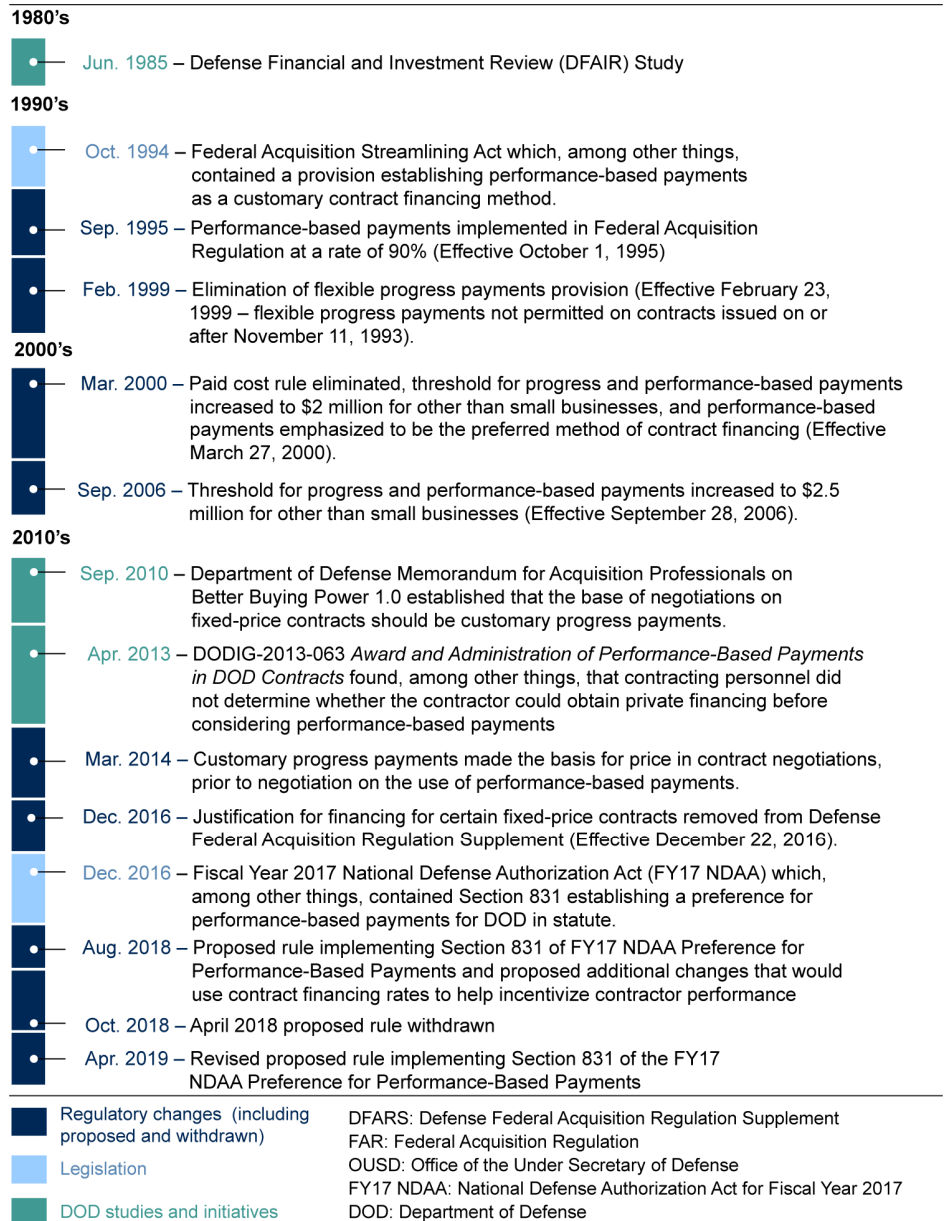 1980's
Jun. 1985 – Defense Financial and Investment Review (DFAIR) Study
1990's
Oct. 1994 – Federal Acquisition Streamlining Act which, among other things,
contained a provision establishing performance-based payments
as a customary contract financing method.
Sep. 1995 – Performance-based payments implemented in Federal Acquisition
Regulation at a rate of 90% (Effective October 1, 1995)
Feb. 1999 – Elimination of flexible progress payments provision (Effective February 23,
1999 – flexible progress payments not permitted on contracts issued on or
after November 11, 1993).
2000's
Mar. 2000 – Paid cost rule eliminated, threshold for progress and performance-based payments
increased to $2 million for other than small businesses, and performance-based
payments emphasized to be the preferred method of contract financing (Effective
March 27, 2000).
Sep. 2006 – Threshold for progress and performance-based payments increased to $2.5
million for other than small businesses (Effective September 28, 2006).
2010's
Sep. 2010 – Department of Defense Memorandum for Acquisition Professionals on
Better Buying Power 1.0 established that the base of negotiations on
fixed-price contracts should be customary progress payments.
Apr. 2013 – DODIG-2013-063 Award and Administration of Performance-Based Payments
in DOD Contracts found, among other things, that contracting personnel did
not determine whether the contractor could obtain private financing before
considering performance-based payments
Mar. 2014 – Customary progress payments made the basis for price in contract negotiations,
prior to negotiation on the use of performance-based payments.
Dec. 2016 – Justification for financing for certain fixed-price contracts removed from Defense
Federal Acquisition Regulation Supplement (Effective December 22, 2016).
Dec. 2016 – Fiscal Year 2017 National Defense Authorization Act (FY17 NDAA) which,
among other things, contained Section 831 establishing a preference for
performance-based payments for DOD in statute.
Aug. 2018 – Proposed rule implementing Section 831 of FY17 NDAA Preference for
Performance-Based Payments and proposed additional changes that would
use contract financing rates to help incentivize contractor performance
Oct. 2018 – April 2018 proposed rule withdrawn
Apr. 2019 – Revised proposed rule implementing Section 831 of the FY17
NDAA Preference for Performance-Based Payments
Regulatory changes (including
proposed and withdrawn)
Legislation
DOD studies and initiatives
DFARS: Defense Federal Acquisition Regulation Supplement
FAR: Federal Acquisition Regulation
OUSD: Office of the Under Secretary of Defense
FY17 NDAA: National Defense Authorization Act for Fiscal Year 2017
DOD: Department of Defense